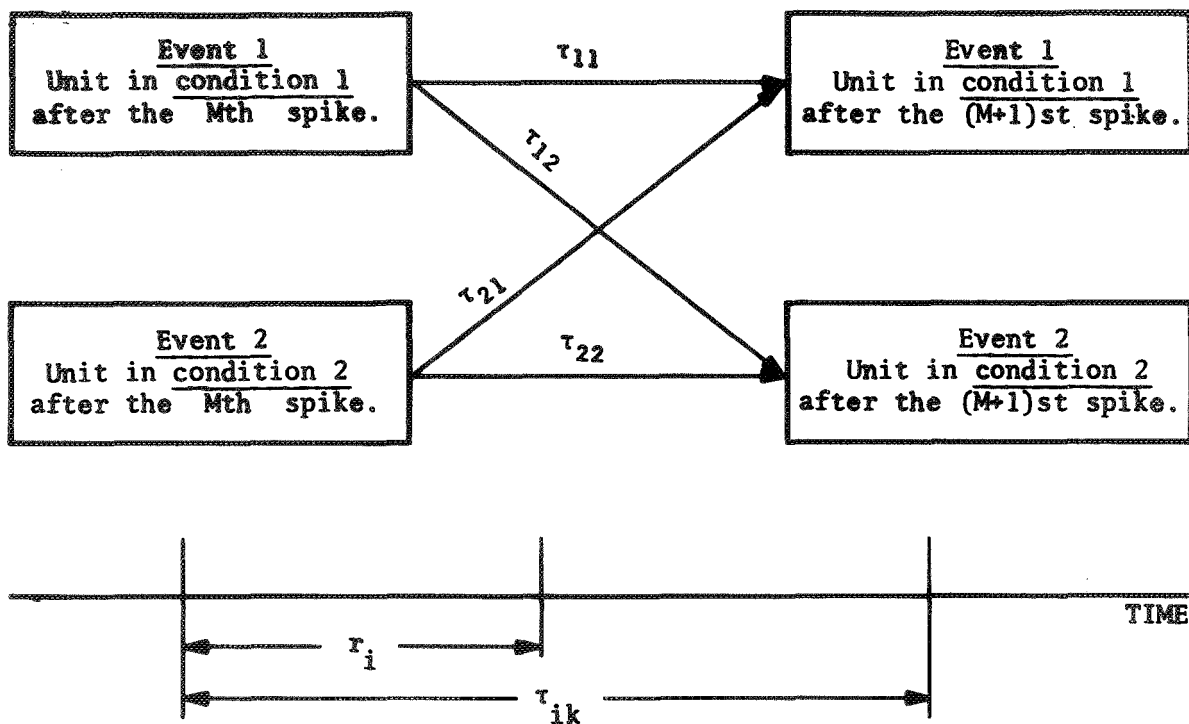 Event 1
Unit in condition 1
after the Mth spike.
τ11
Event 1
Unit in condition 1
after the (M+1)st spike.
τ12
τ21
Event 2
Unit in condition 2
after the Mth spike.
τ22
Event 2
Unit in condition 2
after the (M+1)st spike.
TIME
ri
τik